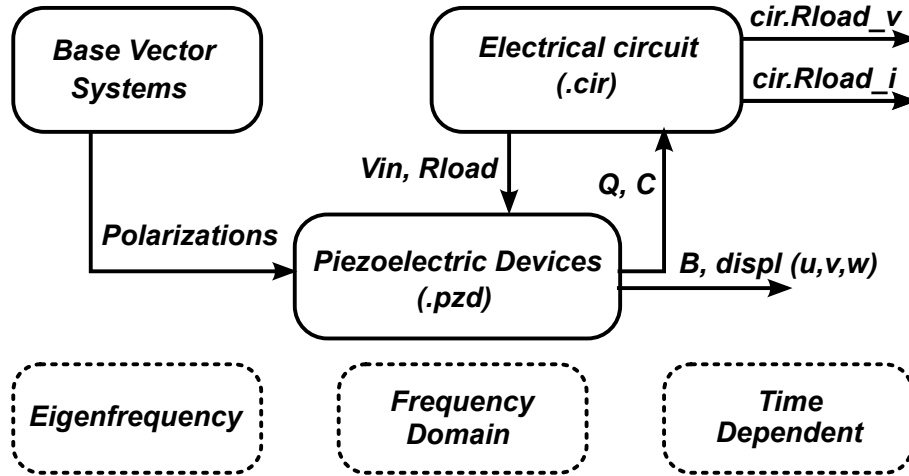 Base Vector
Systems
Electrical circuit
(.cir)
cir.Rload_v
cir.Rload_i
Vin, Rload
Q, C
Polarizations
Piezoelectric Devices
(.pzd)
B, displ (u,v,w)
Eigenfrequency
Frequency
Domain
Time
Dependent